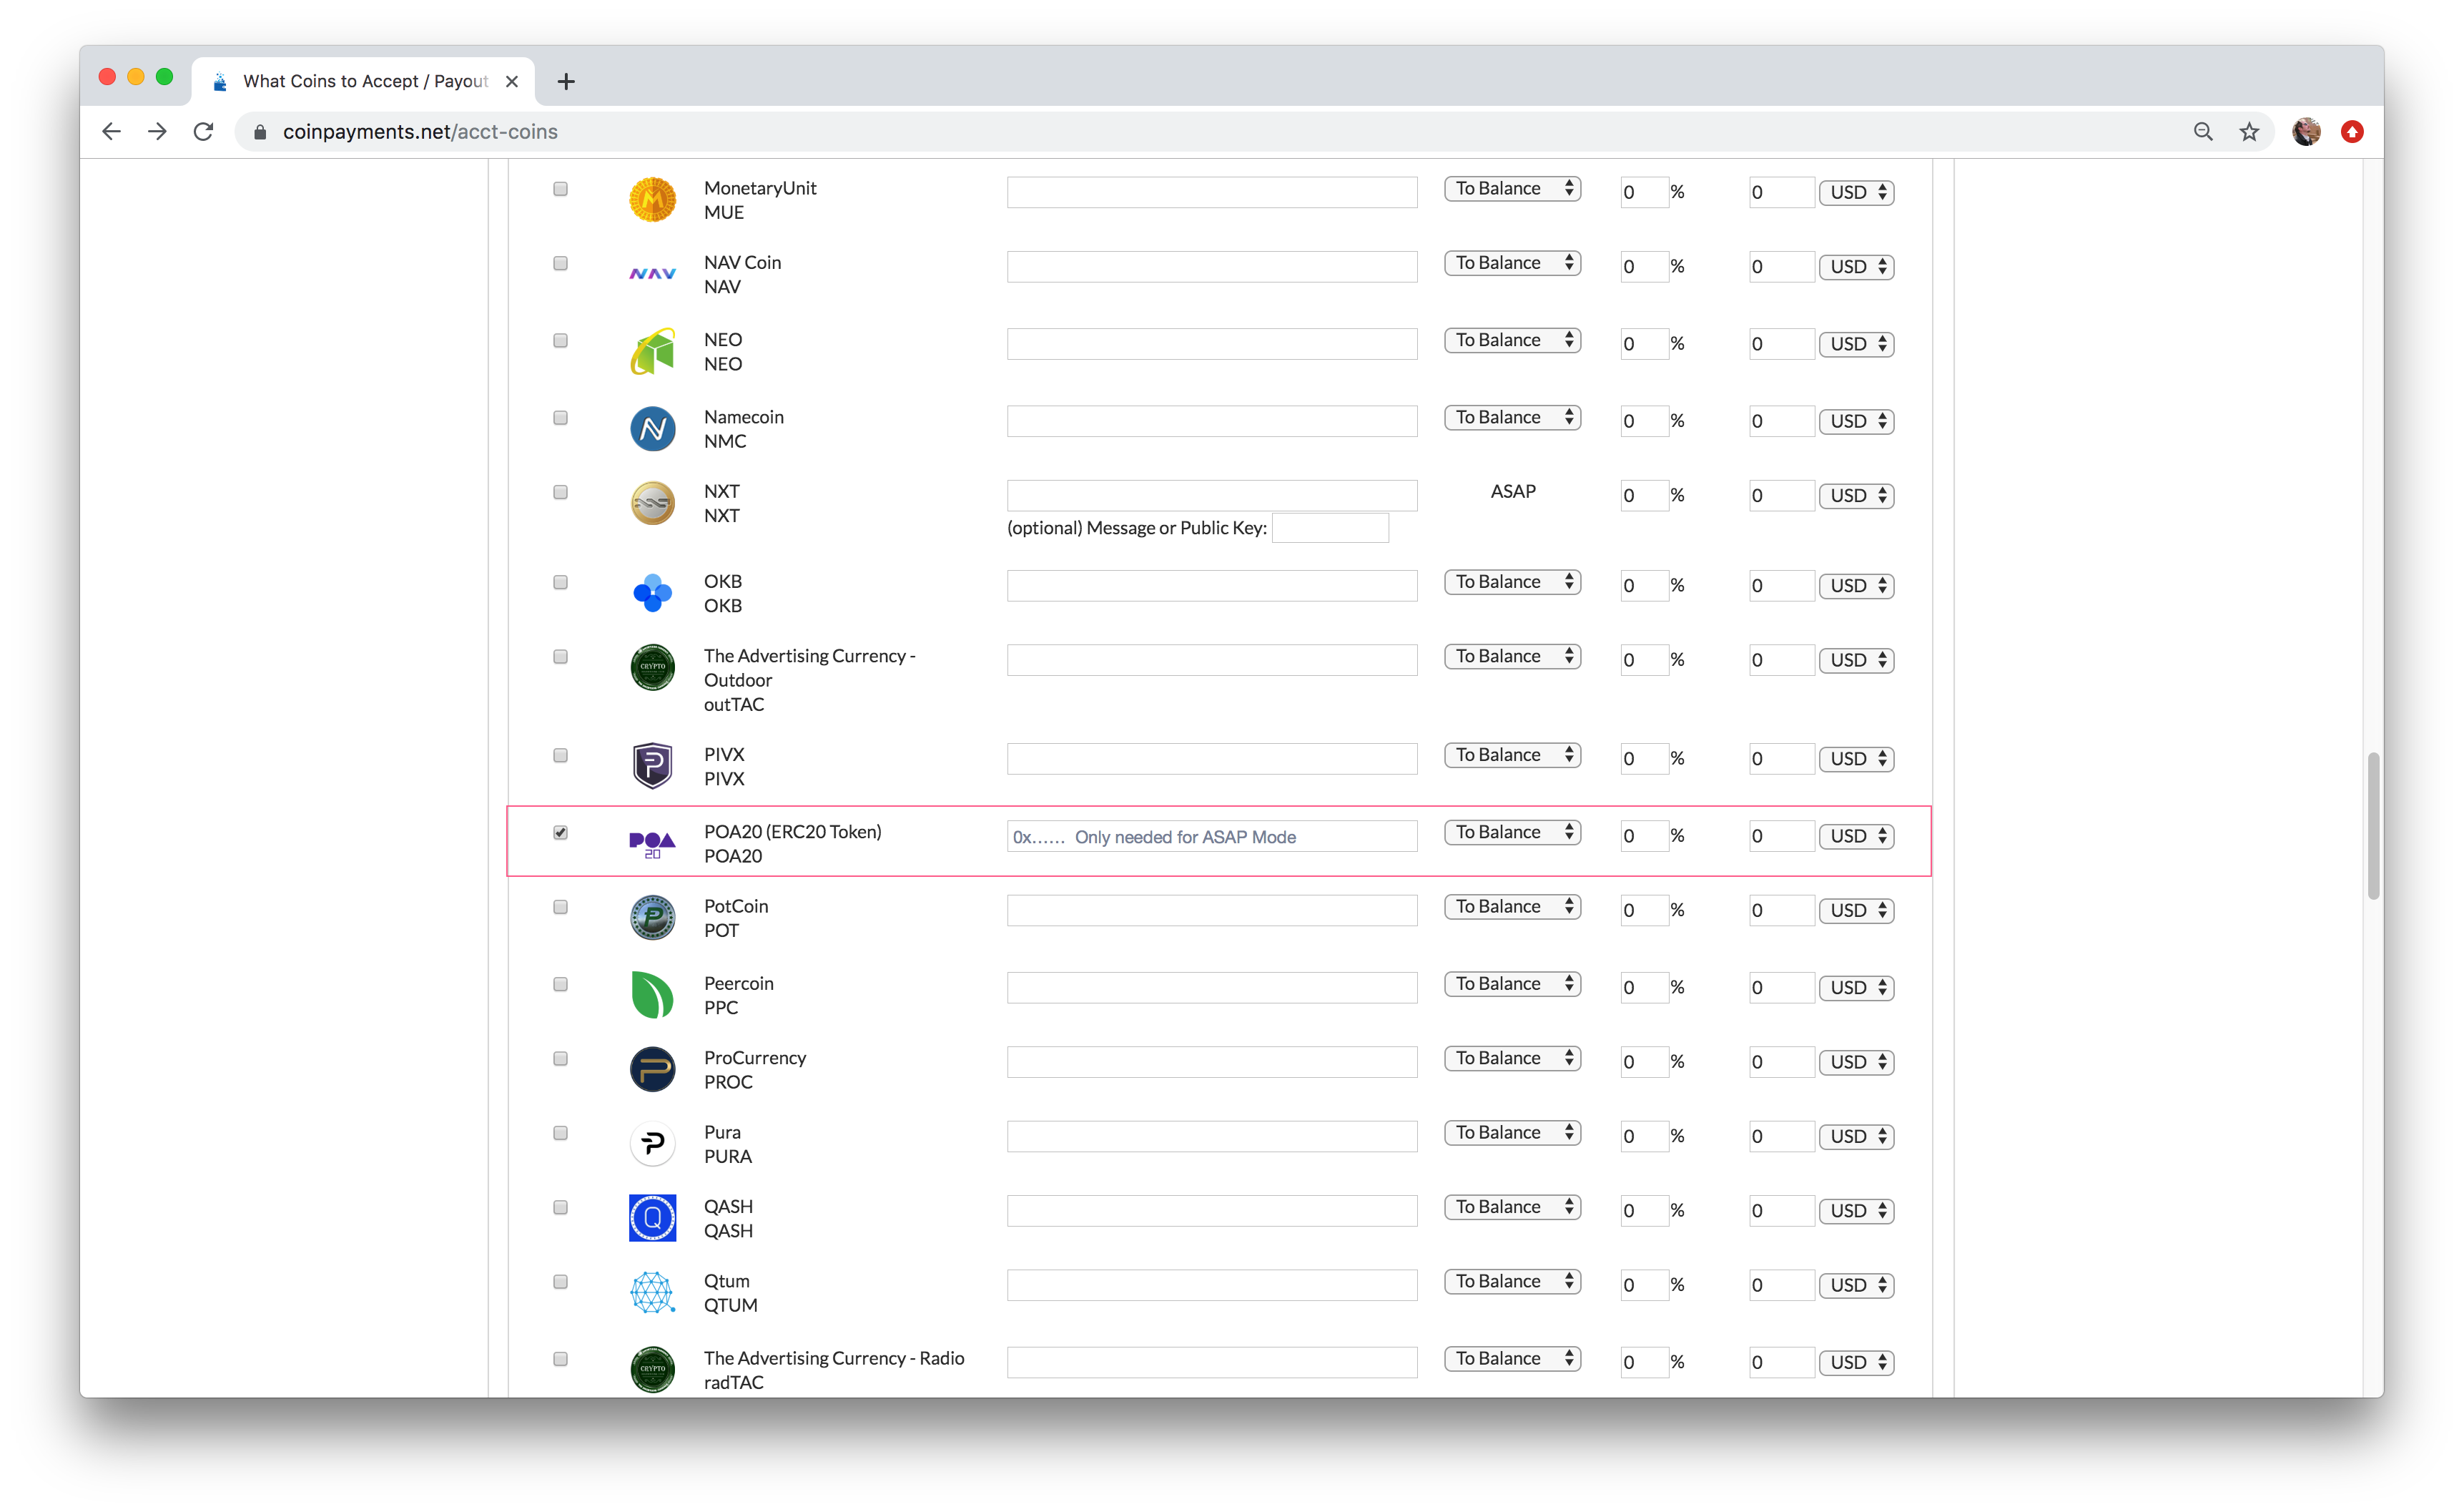 What Coins to Accept / Payout
coinpayments.net/acct-coins
MonetaryUnit To Balance 0 % 0 USD
MUE
NAV NAV Coin To Balance 0 % 0 USD
NAV
NEO To Balance 0 % 0 USD
NEO
Namecoin To Balance 0 % 0 USD
NMC
NXT ASAP 0 % 0 USD
NXT
(optional) Message or Public Key:
OKB To Balance 0 % 0 USD
OKB
The Advertising Currency - To Balance 0 % 0 USD
CRYPTO Outdoor
outTAC
PIVX To Balance 0 % 0 USD
PIVX
POA20 (ERC20 Token) 0x...... Only needed for ASAP Mode To Balance 0 % 0 USD
POA 20 POA20
PotCoin To Balance 0 % 0 USD
POT
Peercoin To Balance 0 % 0 USD
PPC
ProCurrency To Balance 0 % 0 USD
PROC
Pura To Balance 0 % 0 USD
PURA
QASH To Balance 0 % 0 USD
Q QASH
Qtum To Balance 0 % 0 USD
QTUM
The Advertising Currency - Radio To Balance 0 % 0 USD
CRYPTO radTAC